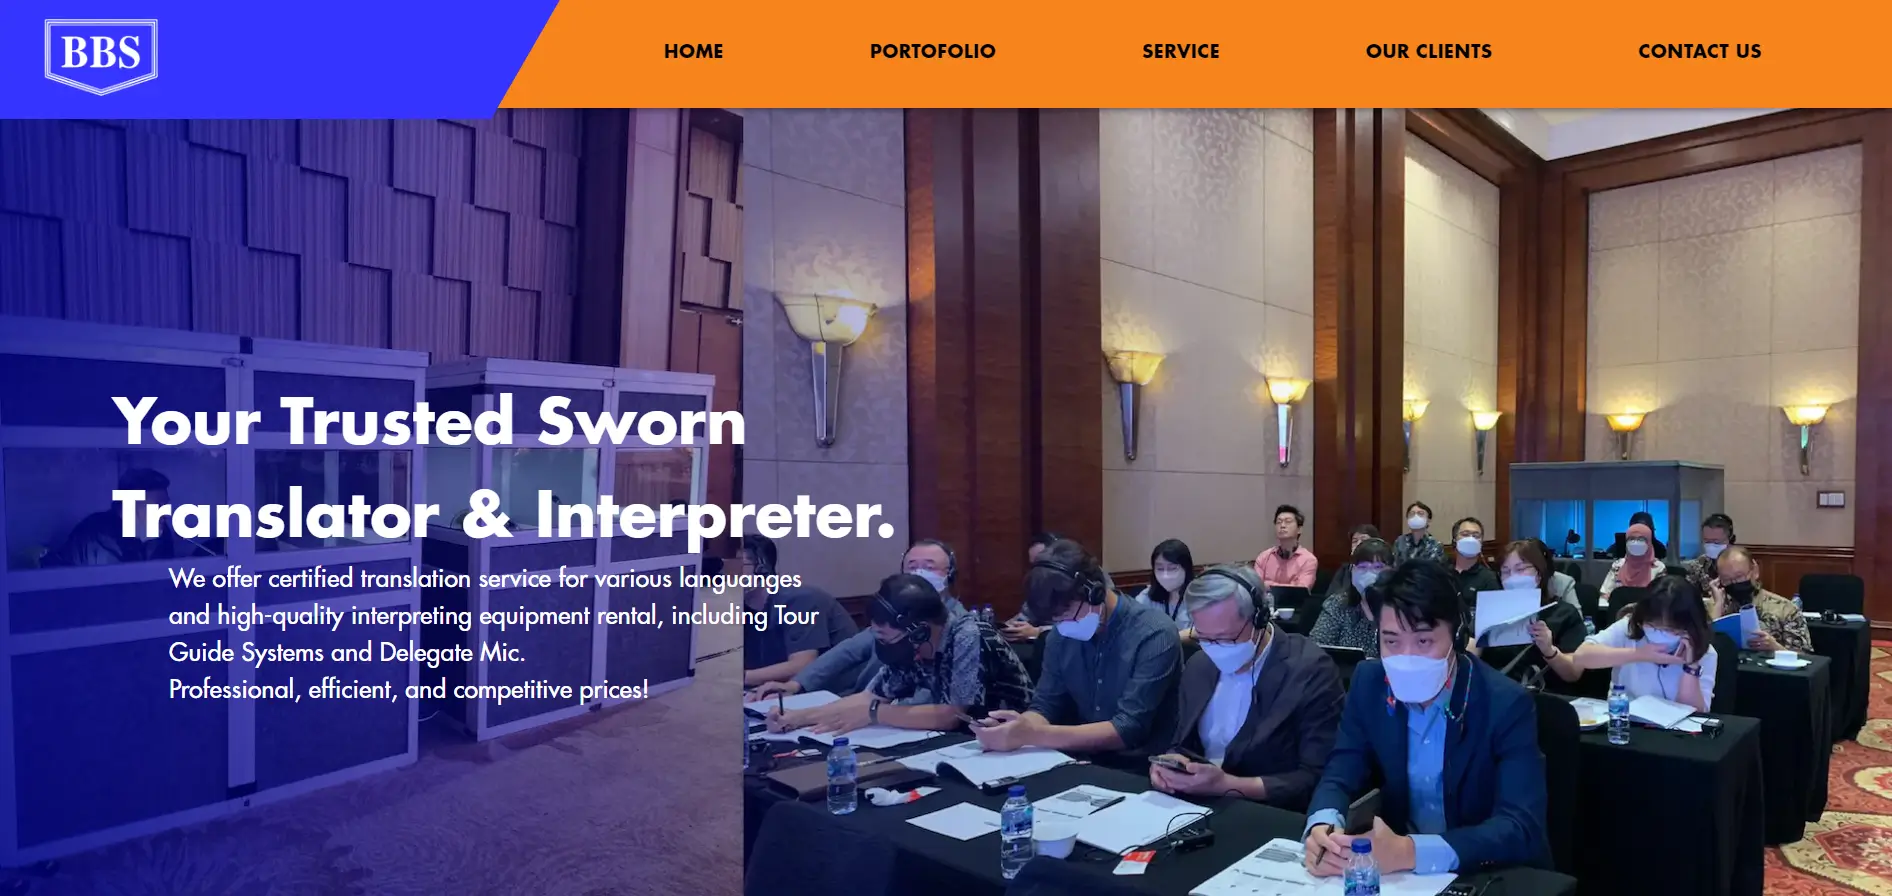 BBS
HOME
PORTOFOLIO
SERVICE
OUR CLIENTS
CONTACT US
Your Trusted Sworn
Translator & Interpreter.
We offer certified translation service for various languanges
and high-quality interpreting equipment rental, including Tour
Guide Systems and Delegate Mic.
Professional, efficient, and competitive prices!